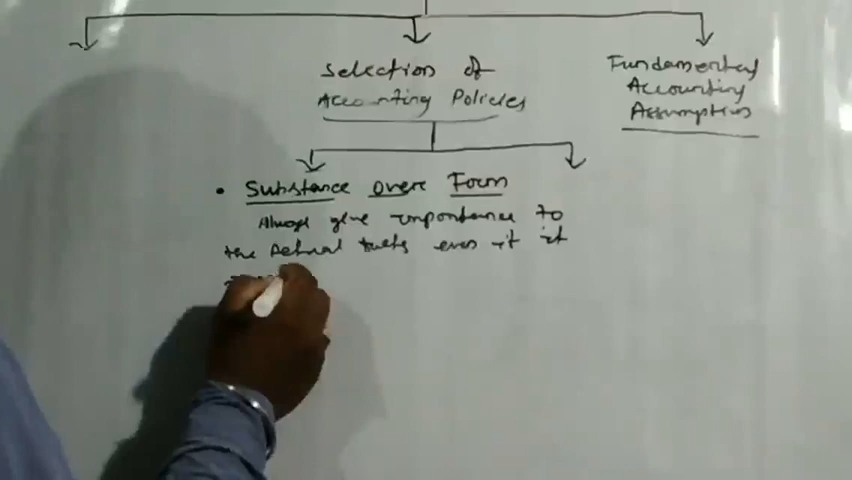 Selection of
Accounting Policies
Fundamental
Accounting
Assumption
• Substance over Form
Always give importance to
the Actual facts even if it